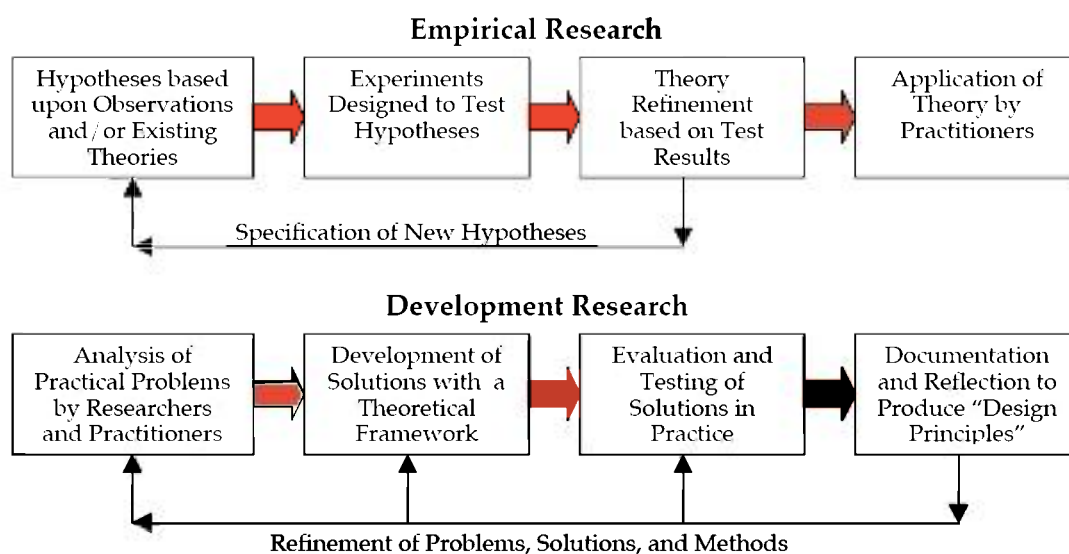 Empirical Research
Hypotheses based
upon Observations
and/or Existing
Theories
Experiments
Designed to Test
Hypotheses
Theory
Refinement
based on Test
Results
Application of
Theory by
Practitioners
Specification of New Hypotheses
Development Research
Analysis of
Practical Problems
by Researchers
and Practitioners
Development of
Solutions with a
Theoretical
Framework
Evaluation and
Testing of
Solutions in
Practice
Documentation
and Reflection to
Produce “Design
Principles”
Refinement of Problems, Solutions, and Methods